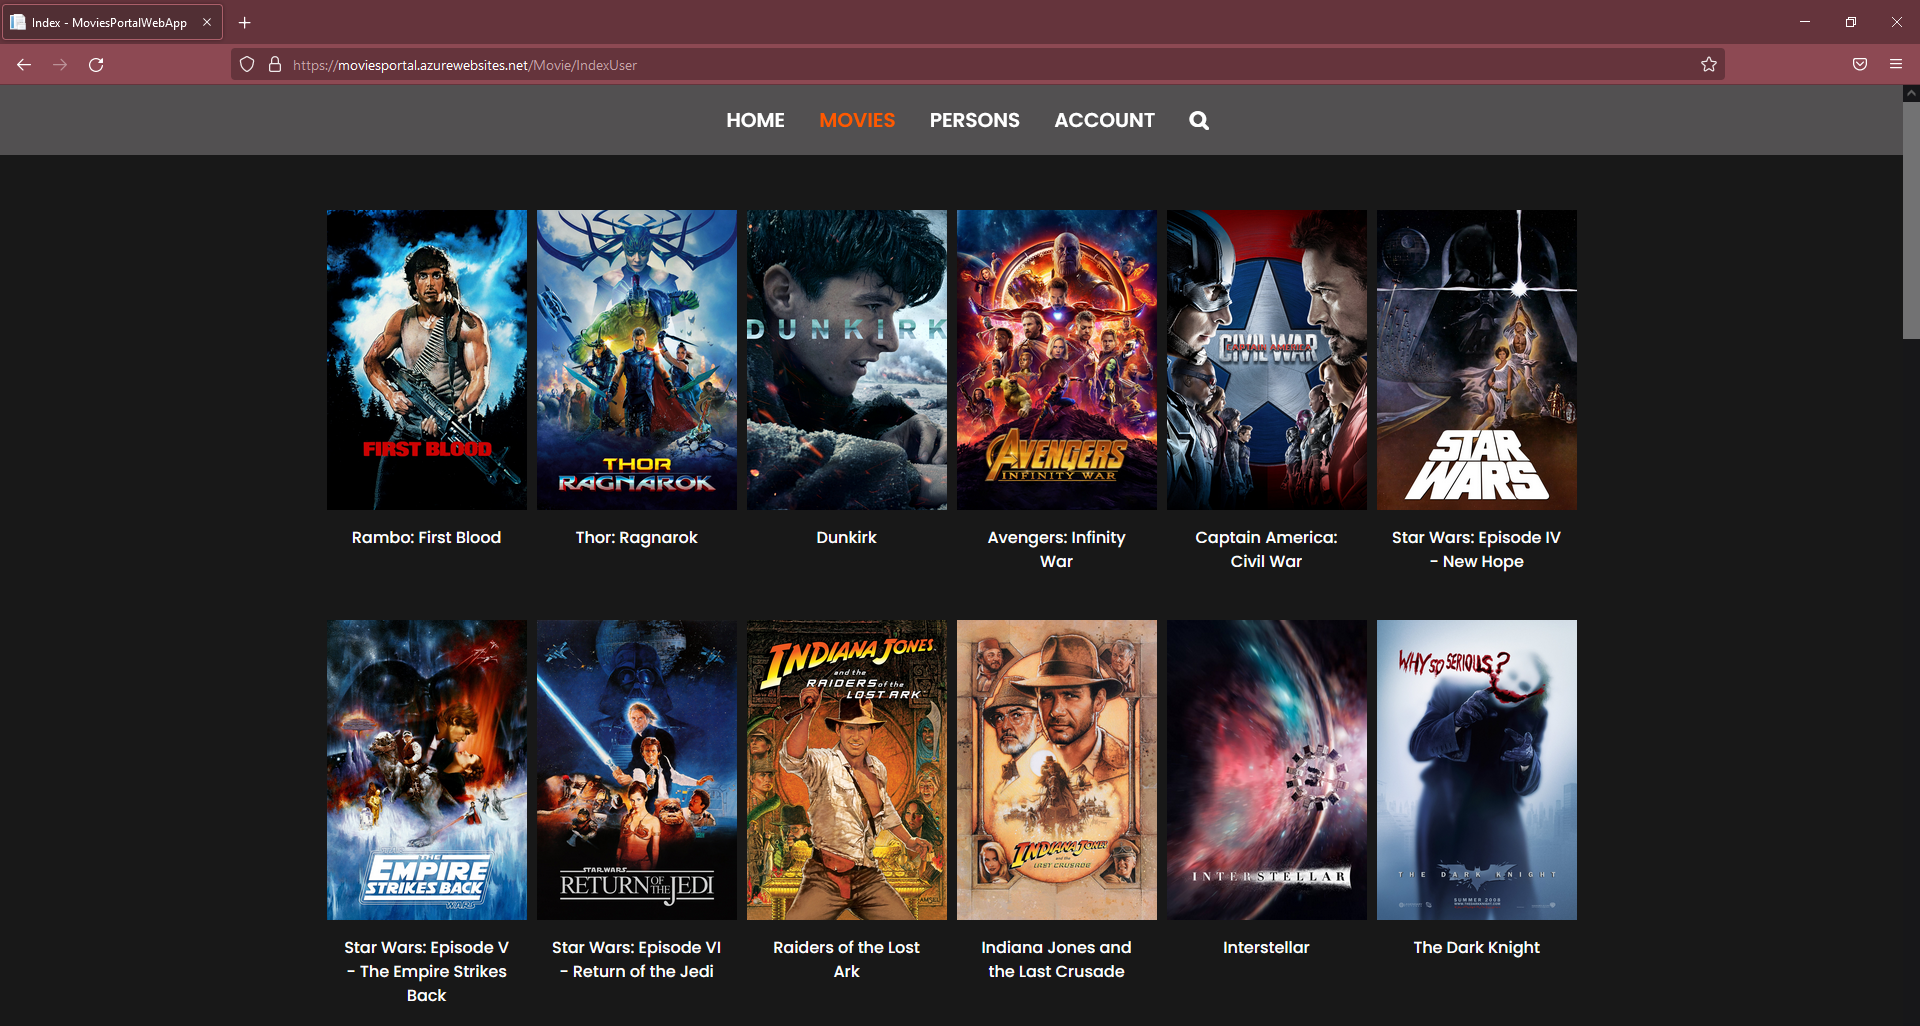 Index - MoviesPortalWebApp
https://moviesportal.azurewebsites.net/Movie/IndexUser
HOME MOVIES PERSONS ACCOUNT
FIRST BLOOD
THOR
RAGNAROK
DUNKIRK
AVENGERS
INFINITY WAR
CAPTAIN AMERICA
CIVIL WAR
STAR
WARS
Rambo: First Blood
Thor: Ragnarok
Dunkirk
Avengers: Infinity
War
Captain America:
Civil War
Star Wars: Episode IV
- New Hope
THE
EMPIRE
STRIKES BACK
STAR WARS
RETURN OF THE JEDI
INDIANA JONES
and the
RAIDERS of the
LOST ARK
INDIANA JONES
and the
LAST CRUSADE
INTERSTELLAR
WHY SO SERIOUS?
THE DARK KNIGHT
SUMMER 2008
Star Wars: Episode V
- The Empire Strikes
Back
Star Wars: Episode VI
- Return of the Jedi
Raiders of the Lost
Ark
Indiana Jones and
the Last Crusade
Interstellar
The Dark Knight